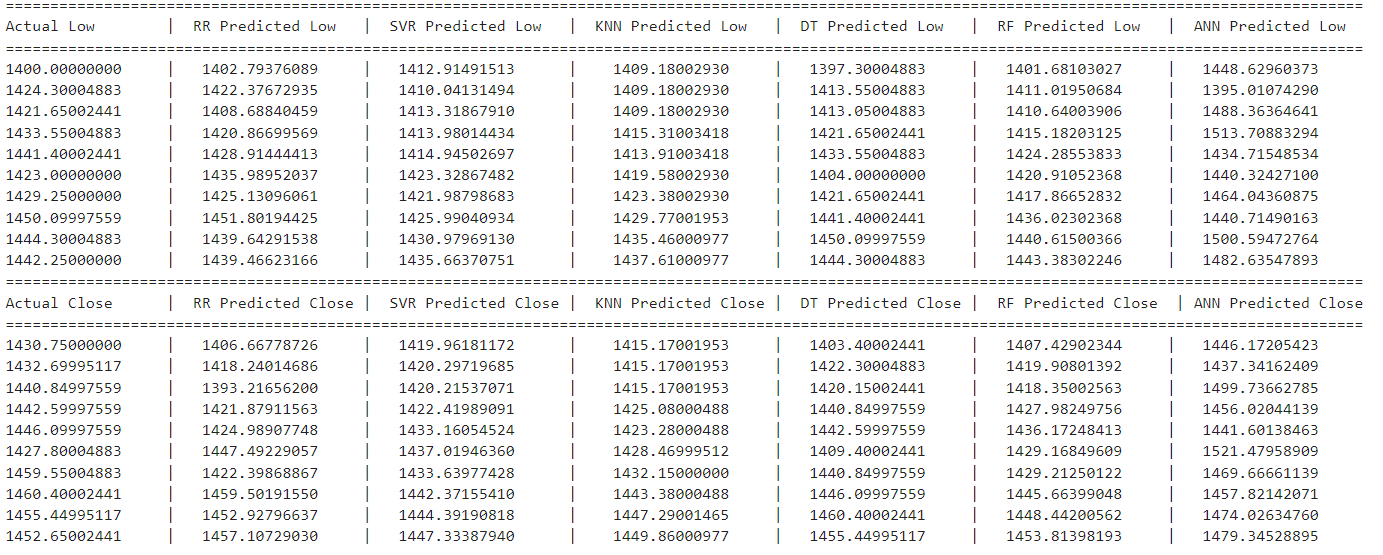 ==================================================================================================================================================
Actual Low | RR Predicted Low | SVR Predicted Low | KNN Predicted Low | DT Predicted Low | RF Predicted Low | ANN Predicted Low
==================================================================================================================================================
1400.00000000 | 1402.79376089 | 1412.91491513 | 1409.18002930 | 1397.30004883 | 1401.68103027 | 1448.62960373
1424.30004883 | 1422.37672935 | 1410.04131494 | 1409.18002930 | 1413.55004883 | 1411.01950684 | 1395.01074290
1421.65002441 | 1408.68840459 | 1413.31867910 | 1409.18002930 | 1413.05004883 | 1410.64003906 | 1488.36364641
1433.55004883 | 1420.86699569 | 1413.98014434 | 1415.31003418 | 1421.65002441 | 1415.18203125 | 1513.70883294
1441.40002441 | 1428.91444413 | 1414.94502697 | 1413.91003418 | 1433.55004883 | 1424.28553833 | 1434.71548534
1423.00000000 | 1435.98952037 | 1423.32867482 | 1419.58002930 | 1404.00000000 | 1420.91052368 | 1440.32427100
1429.25000000 | 1425.13096061 | 1421.98798683 | 1423.38002930 | 1421.65002441 | 1417.86652832 | 1464.04360875
1450.09997559 | 1451.80194425 | 1425.99040934 | 1429.77001953 | 1441.40002441 | 1436.02302368 | 1440.71490163
1444.30004883 | 1439.64291538 | 1430.97969130 | 1435.46000977 | 1450.09997559 | 1440.61500366 | 1500.59472764
1442.25000000 | 1439.46623166 | 1435.66370751 | 1437.61000977 | 1444.30004883 | 1443.38302246 | 1482.63547893
==================================================================================================================================================
Actual Close | RR Predicted Close | SVR Predicted Close | KNN Predicted Close | DT Predicted Close | RF Predicted Close | ANN Predicted Close
==================================================================================================================================================
1430.75000000 | 1406.66778726 | 1419.96181172 | 1415.17001953 | 1403.40002441 | 1407.42902344 | 1446.17205423
1432.69995117 | 1418.24014686 | 1420.29719685 | 1415.17001953 | 1422.30004883 | 1419.90801392 | 1437.34162409
1440.84997559 | 1393.21656200 | 1420.21537071 | 1415.17001953 | 1420.15002441 | 1418.35002563 | 1499.73662785
1442.59997559 | 1421.87911563 | 1422.41989091 | 1425.08000488 | 1440.84997559 | 1427.98249756 | 1456.02044139
1446.09997559 | 1424.98907748 | 1433.16054524 | 1423.28000488 | 1442.59997559 | 1436.17248413 | 1441.60138463
1427.80004883 | 1447.49229057 | 1437.01946360 | 1428.46999512 | 1409.40002441 | 1429.16849609 | 1521.47958909
1459.55004883 | 1422.39868867 | 1433.63977428 | 1432.15000000 | 1440.84997559 | 1429.21250122 | 1469.66661139
1460.40002441 | 1459.50191550 | 1442.37155410 | 1443.38000488 | 1446.09997559 | 1445.66399048 | 1457.82142071
1455.44995117 | 1452.92796637 | 1444.39190818 | 1447.29001465 | 1460.40002441 | 1448.44200562 | 1474.02634760
1452.65002441 | 1457.10729030 | 1447.33387940 | 1449.86000977 | 1455.44995117 | 1453.81398193 | 1479.34528895